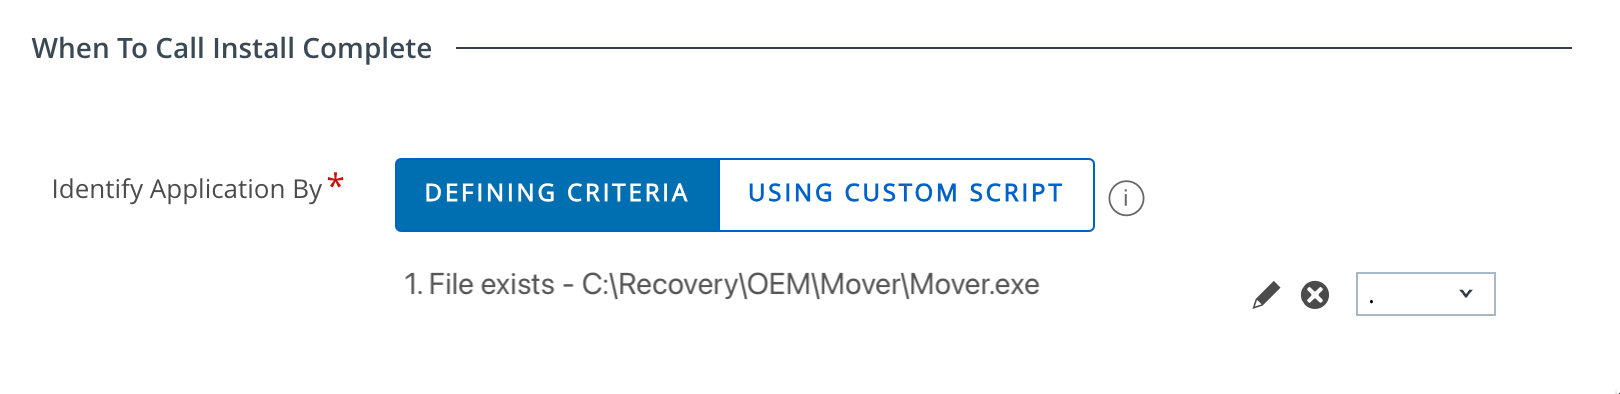 When To Call Install Complete
Identify Application By *
DEFINING CRITERIA
USING CUSTOM SCRIPT
i
1. File exists - C:\Recovery\OEM\Mover\Mover.exe
.